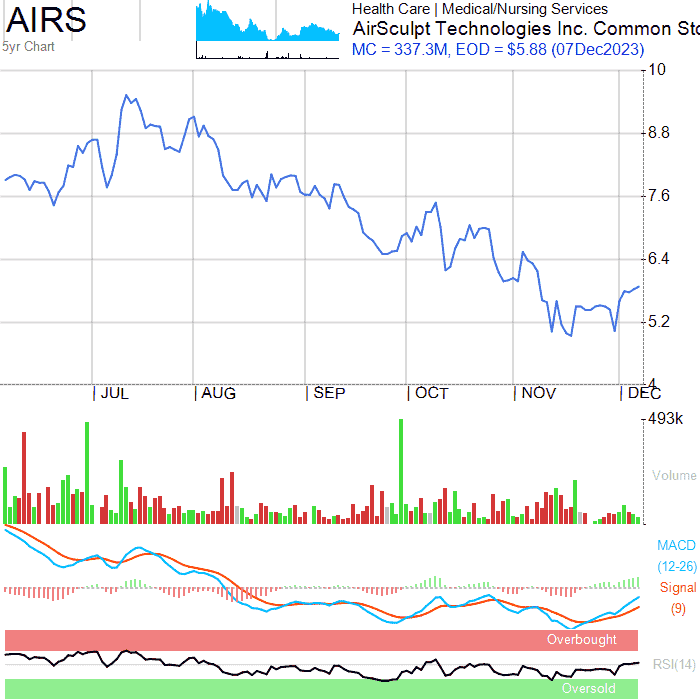 AIRS
5yr Chart
Health Care | Medical/Nursing Services
AirSculpt Technologies Inc. Common Sto
MC = 337.3M, EOD = $5.88 (07Dec2023)
10
8.8
7.6
6.4
5.2
4
JUL
AUG
SEP
OCT
NOV
DEC
493k
Volume
MACD
(12-26)
Signal
(9)
Overbought
RSI(14)
Oversold